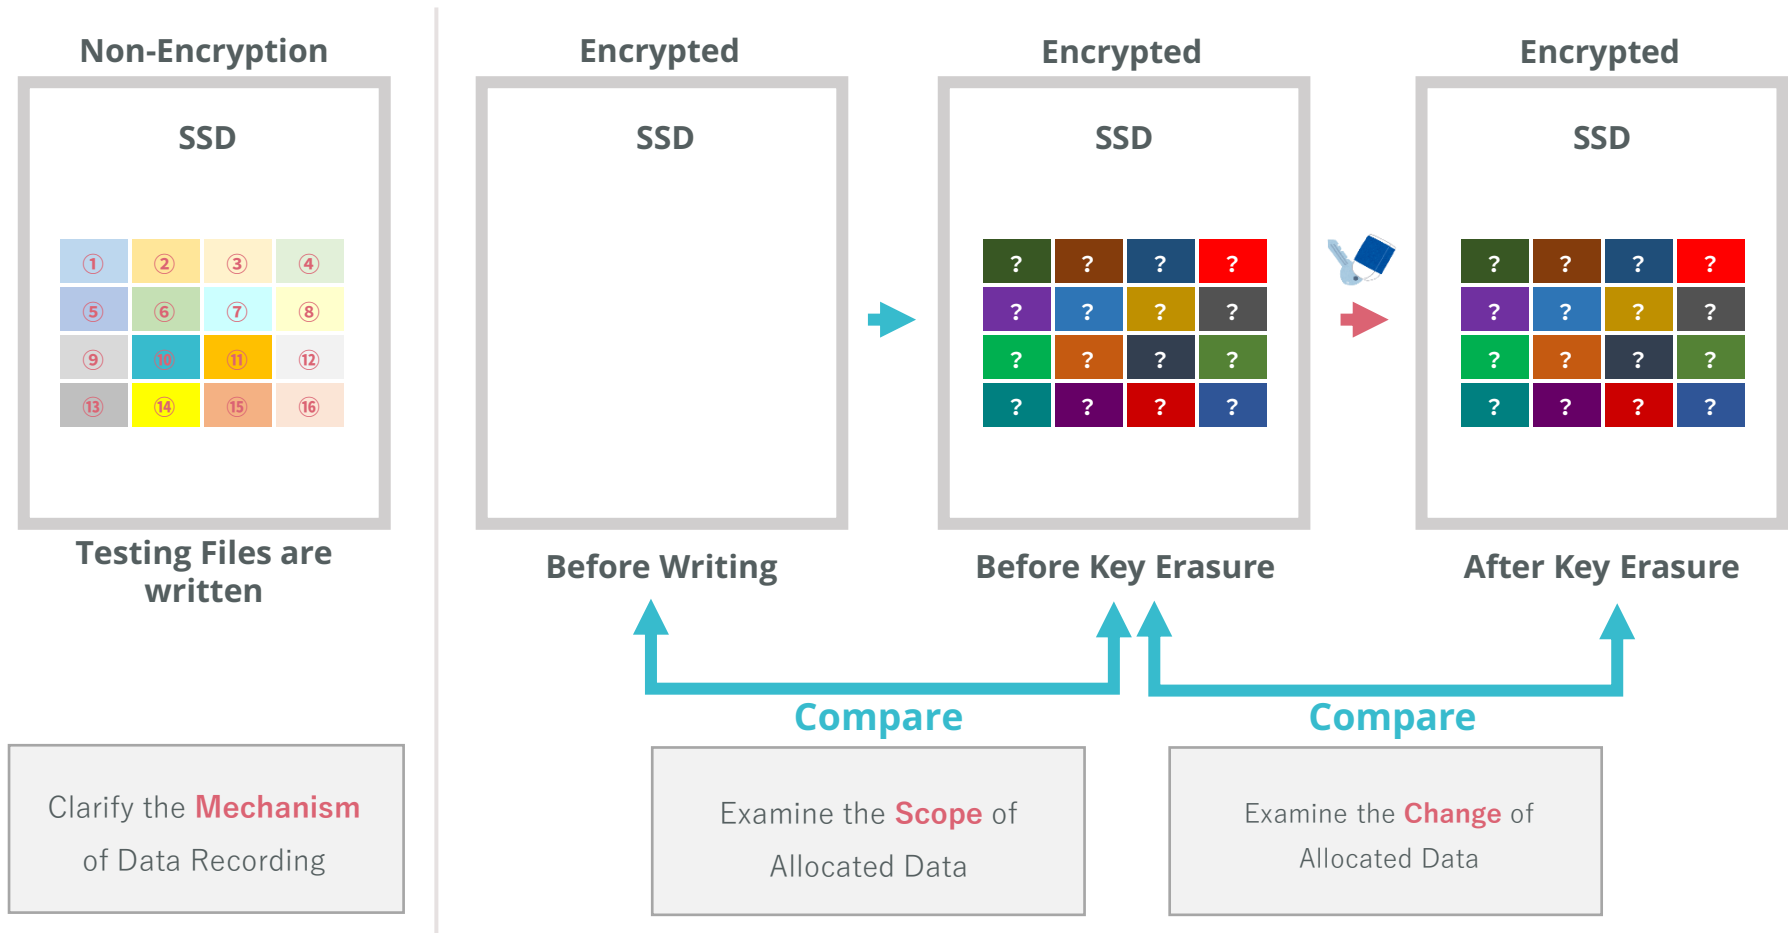 Non-Encryption
SSD
① ② ③ ④
⑤ ⑥ ⑦ ⑧
⑨ ⑩ ⑪ ⑫
⑬ ⑭ ⑮ ⑯
Testing Files are
written
Clarify the Mechanism
of Data Recording
Encrypted
SSD
Before Writing
Encrypted
SSD
? ? ? ?
? ? ? ?
? ? ? ?
? ? ? ?
Before Key Erasure
Encrypted
SSD
? ? ? ?
? ? ? ?
? ? ? ?
? ? ? ?
After Key Erasure
Compare
Examine the Scope of
Allocated Data
Compare
Examine the Change of
Allocated Data